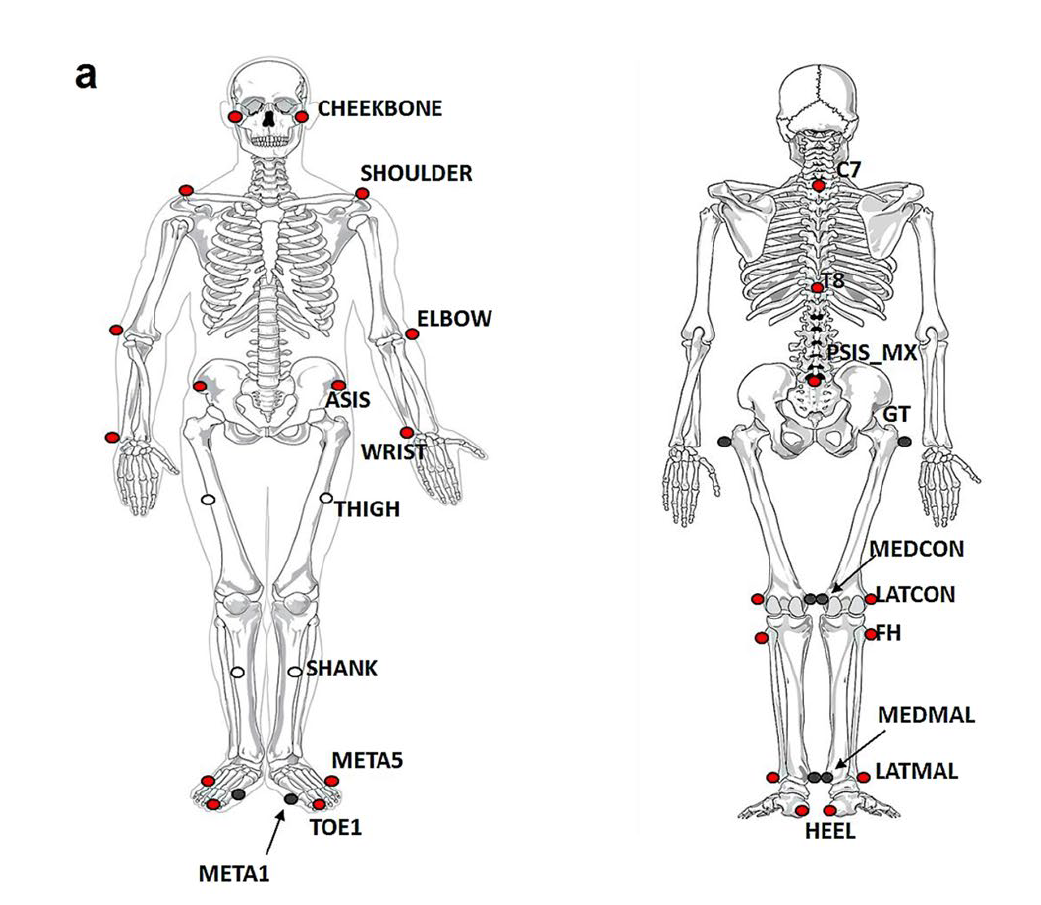 a
CHEEKBONE
SHOULDER
C7
T8
ELBOW
PSIS_MX
ASIS
GT
WRIST
THIGH
MEDCON
LATCON
FH
SHANK
MEDMAL
META5
LATMAL
TOE1
HEEL
META1